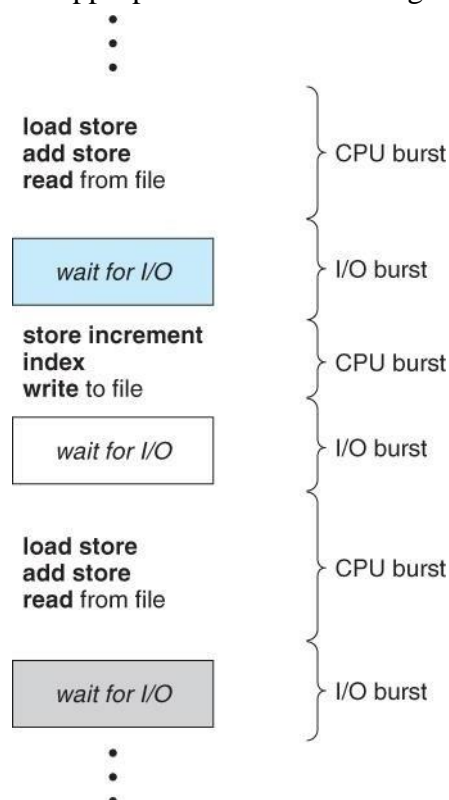 load store
add store
read from file
CPU burst
wait for I/O
I/O burst
store increment
index
write to file
CPU burst
wait for I/O
I/O burst
load store
add store
read from file
CPU burst
wait for I/O
I/O burst